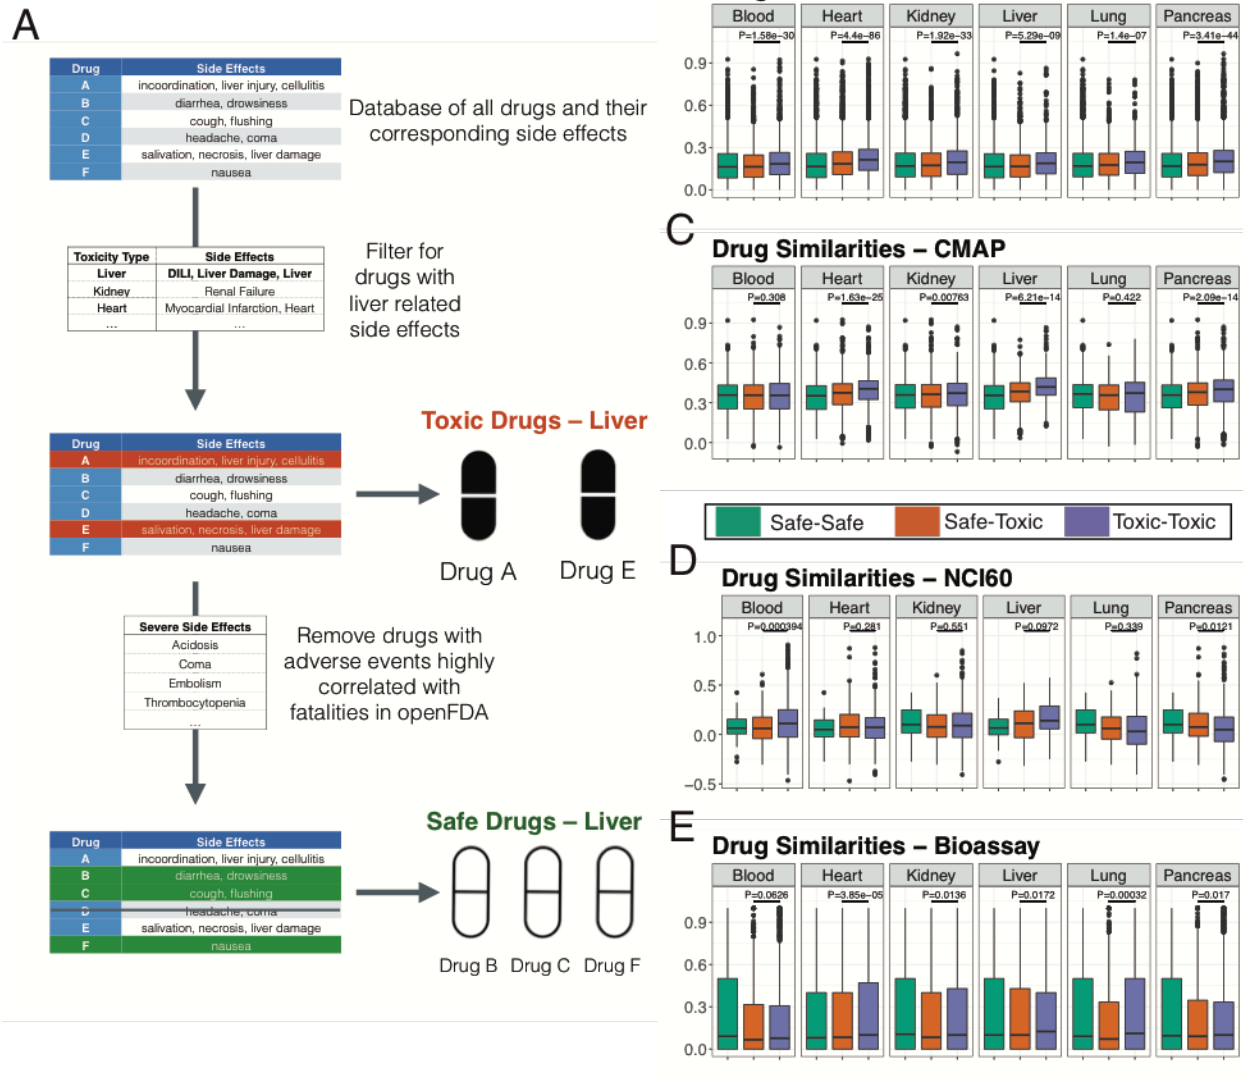 A
Drug Side Effects
A incoordination, liver injury, cellulitis
B diarrhea, drowsiness
C cough, flushing
D headache, coma
E salivation, necrosis, liver damage
F nausea
Database of all drugs and their
corresponding side effects
Toxicity Type Side Effects
Liver DILI, Liver Damage, Liver
Kidney Renal Failure
Heart Myocardial Infarction, Heart
... ...
Filter for
drugs with
liver related
side effects
Toxic Drugs – Liver
Drug Side Effects
A incoordination, liver injury, cellulitis
B diarrhea, drowsiness
C cough, flushing
D headache, coma
E salivation, necrosis, liver damage
F nausea
Drug A Drug E
Severe Side Effects
Acidosis
Coma
Embolism
Thrombocytopenia
...
Remove drugs with
adverse events highly
correlated with
fatalities in openFDA
Safe Drugs – Liver
Drug Side Effects
A incoordination, liver injury, cellulitis
B diarrhea, drowsiness
C cough, flushing
D headache, coma
E salivation, necrosis, liver damage
F nausea
Drug B Drug C Drug F
Blood Heart Kidney Liver Lung Pancreas
P=1.58e−30 P=4.4e−86 P=1.92e−33 P=5.29e−09 P=1.4e−07 P=3.41e−44
0.9
0.6
0.3
0.0
C
Drug Similarities – CMAP
Blood Heart Kidney Liver Lung Pancreas
P=0.308 P=1.63e−25 P=0.00763 P=6.21e−14 P=0.422 P=2.09e−14
0.9
0.6
0.3
0.0
Safe-Safe Safe-Toxic Toxic-Toxic
D
Drug Similarities – NCI60
Blood Heart Kidney Liver Lung Pancreas
P=0.000394 P=0.281 P=0.551 P=0.0972 P=0.339 P=0.0121
1.0
0.5
0.0
−0.5
E
Drug Similarities – Bioassay
Blood Heart Kidney Liver Lung Pancreas
P=0.0626 P=3.85e−05 P=0.0136 P=0.0172 P=0.00032 P=0.017
0.9
0.6
0.3
0.0